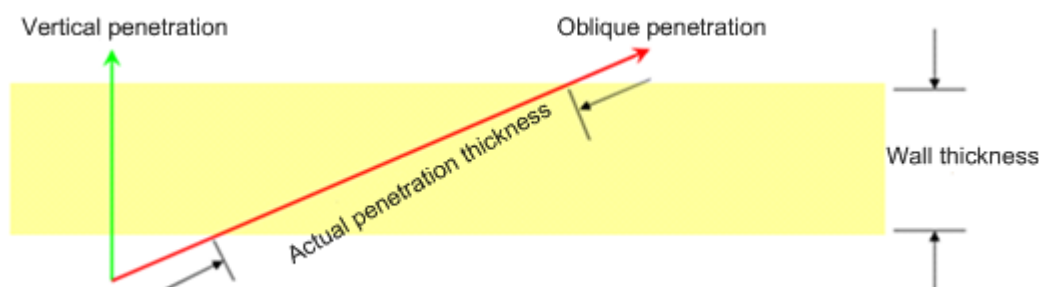 Vertical penetration
Oblique penetration
Actual penetration thickness
Wall thickness